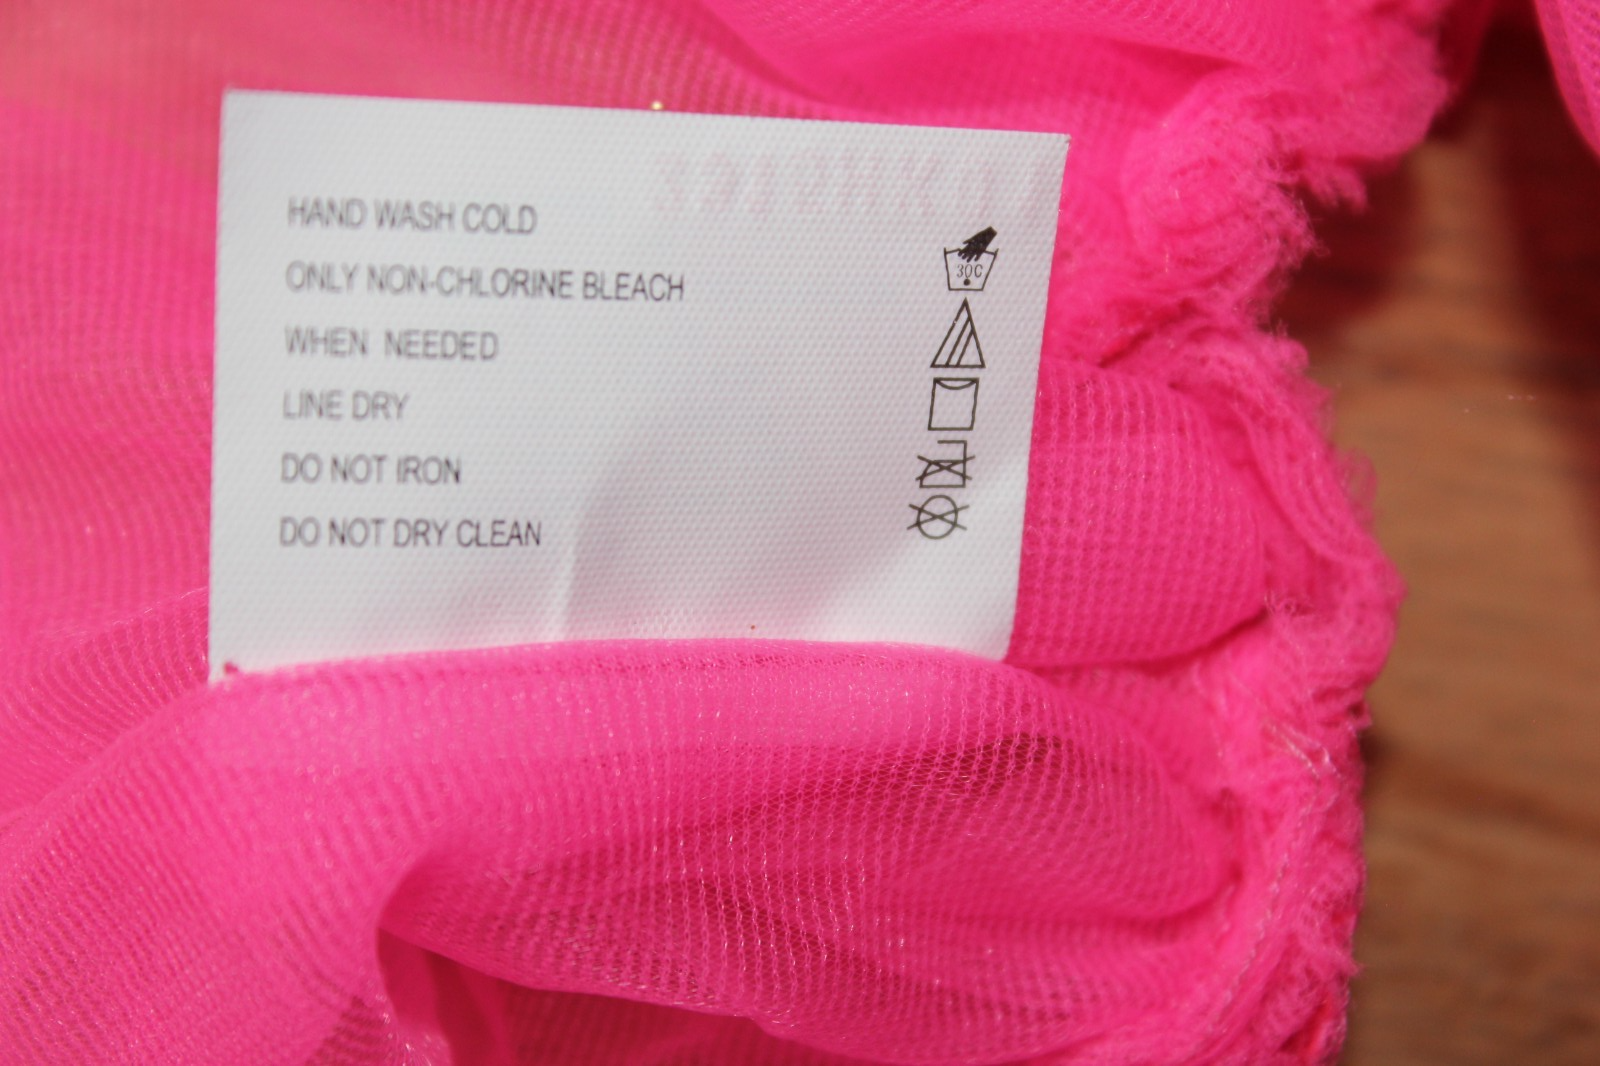 HAND WASH COLD
ONLY NON-CHLORINE BLEACH
WHEN NEEDED
LINE DRY
DO NOT IRON
DO NOT DRY CLEAN
30C